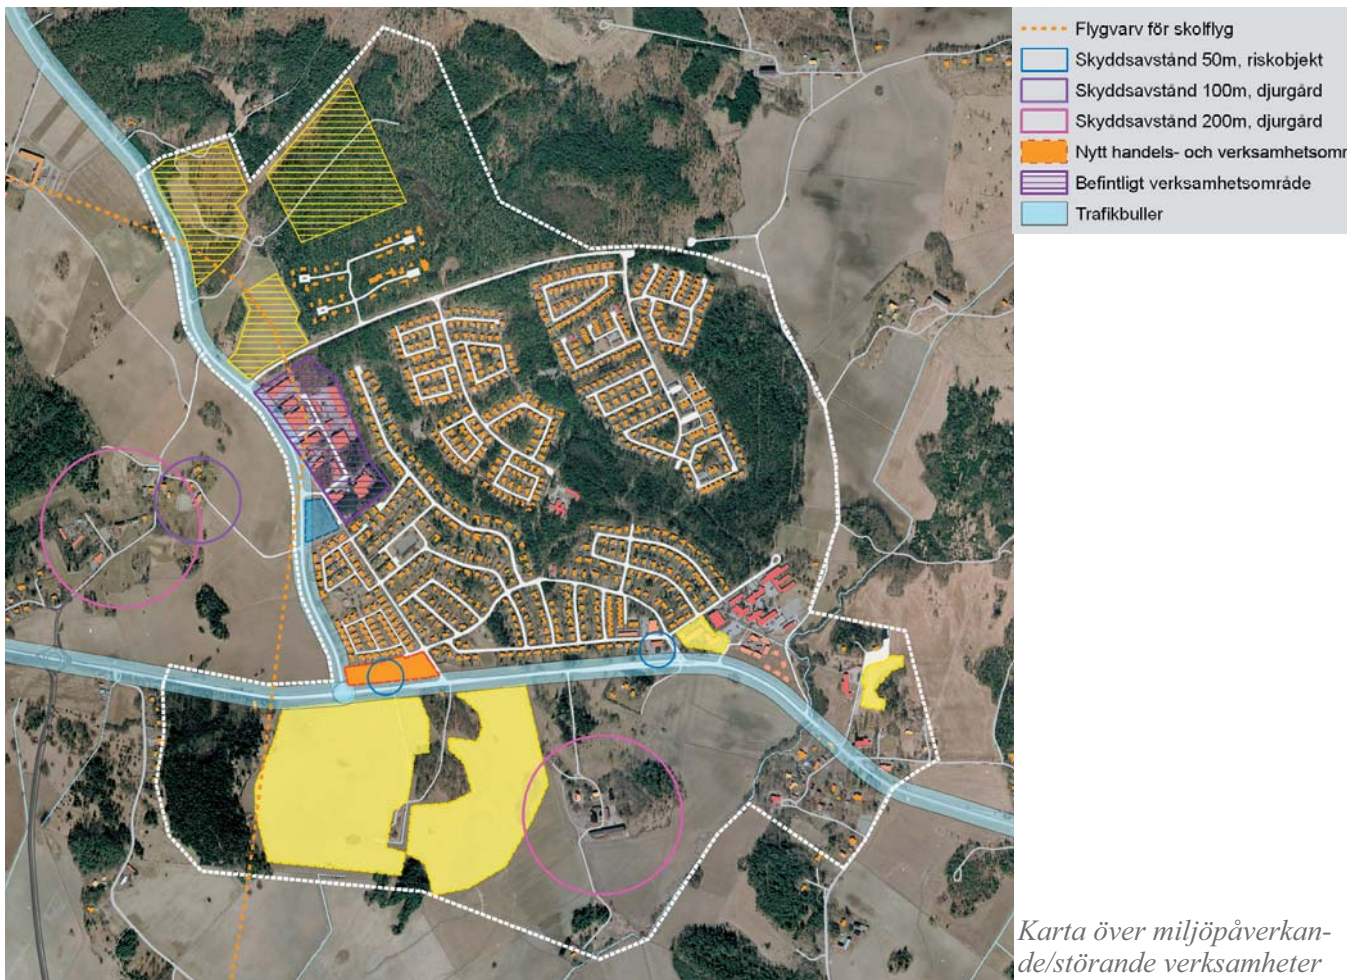 Flygvarv för skolflyg
Skyddsavstånd 50m, riskobjekt
Skyddsavstånd 100m, djurgård
Skyddsavstånd 200m, djurgård
Nytt handels- och verksamhetsomr
Befintligt verksamhetsområde
Trafikbuller
Karta över miljöpåverkan-
de/störande verksamheter